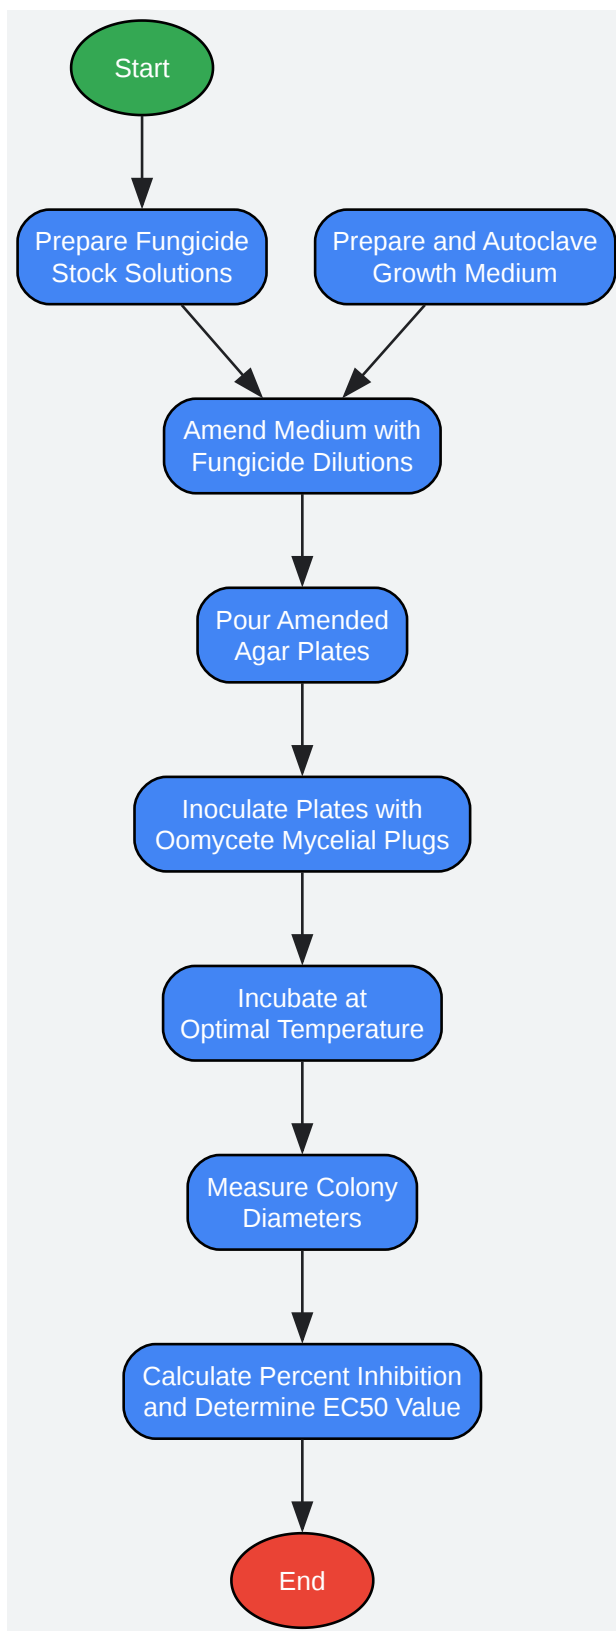 Start
Prepare Fungicide
Stock Solutions
Prepare and Autoclave
Growth Medium
Amend Medium with
Fungicide Dilutions
Pour Amended
Agar Plates
Inoculate Plates with
Oomycete Mycelial Plugs
Incubate at
Optimal Temperature
Measure Colony
Diameters
Calculate Percent Inhibition
and Determine EC50 Value
End